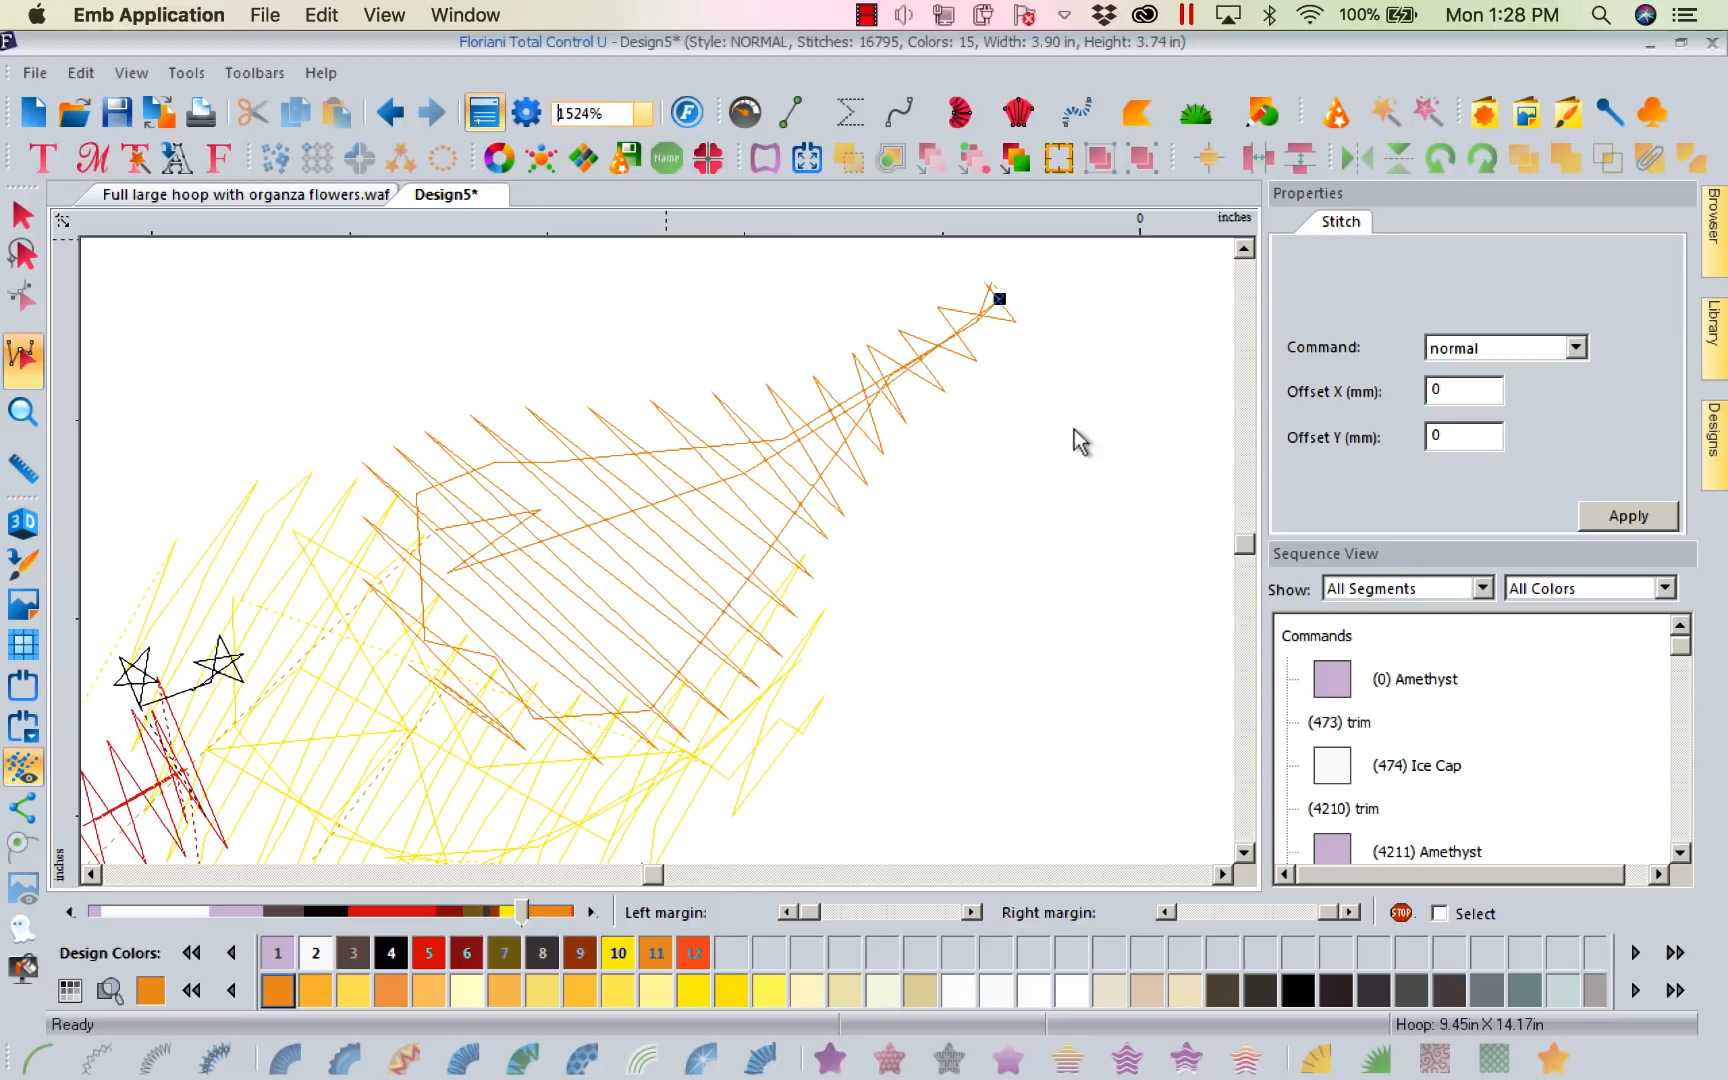 Emb Application File Edit View Window 100% Mon 1:28 PM
Floriani Total Control U - Design5* (Style: NORMAL, Stitches: 16795, Colors: 15, Width: 3.90 in, Height: 3.74 in)
File Edit View Tools Toolbars Help
1524%
Name
Full large hoop with organza flowers.waf Design5*
0 inches
inches
Properties
Stitch
Command: normal
Offset X (mm): 0
Offset Y (mm): 0
Apply
Browser
Library
Designs
Sequence View
Show: All Segments All Colors
Commands
(0) Amethyst
(473) trim
(474) Ice Cap
(4210) trim
(4211) Amethyst
3D
Left margin: Right margin: STOP Select
Design Colors: 1 2 3 4 5 6 7 8 9 10 11 12
Ready Hoop: 9.45in X 14.17in